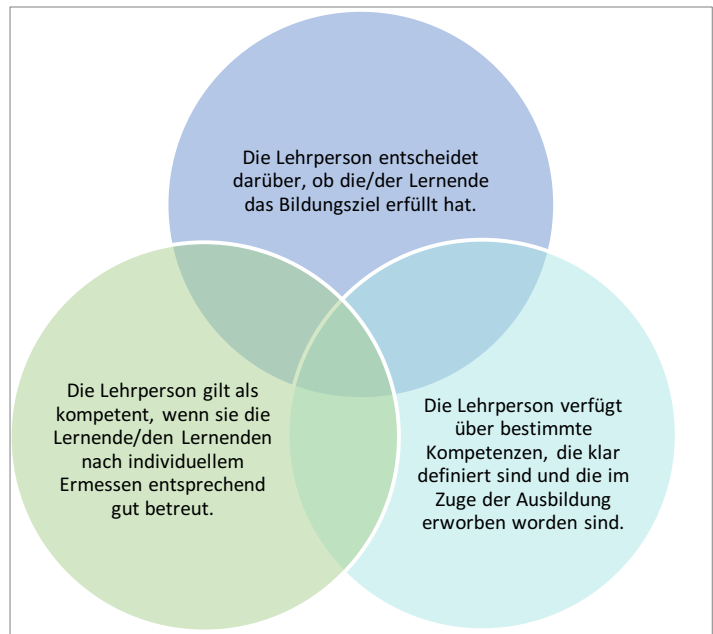 Die Lehrperson entscheidet
darüber, ob die/der Lernende
das Bildungsziel erfüllt hat.
Die Lehrperson gilt als
kompetent, wenn sie die
Lernende/den Lernenden
nach individuellem
Ermessen entsprechend
gut betreut.
Die Lehrperson verfügt
über bestimmte
Kompetenzen, die klar
definiert sind und die im
Zuge der Ausbildung
erworben worden sind.